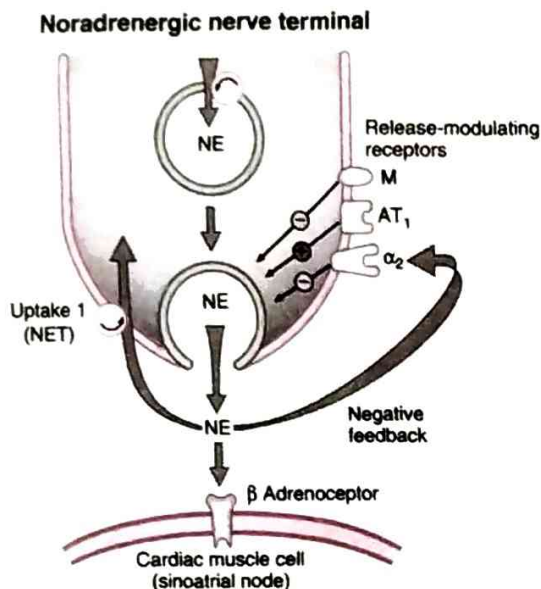 Noradrenergic nerve terminal
NE
Release-modulating
receptors
M
AT₁
α₂
−
+
−
NE
Uptake 1
(NET)
NE
Negative
feedback
β Adrenoceptor
Cardiac muscle cell
(sinoatrial node)